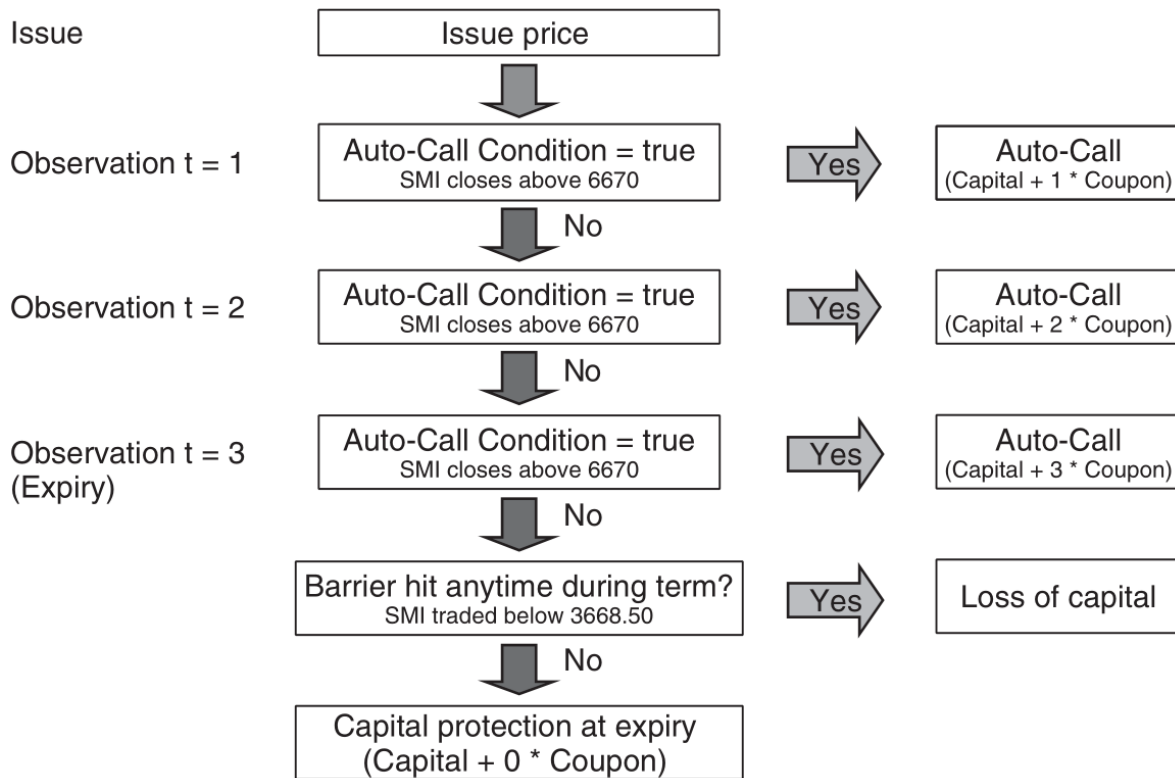 Issue
Issue price
Observation t = 1
Auto-Call Condition = true
SMI closes above 6670
Yes
Auto-Call
(Capital + 1 * Coupon)
No
Observation t = 2
Auto-Call Condition = true
SMI closes above 6670
Yes
Auto-Call
(Capital + 2 * Coupon)
No
Observation t = 3
(Expiry)
Auto-Call Condition = true
SMI closes above 6670
Yes
Auto-Call
(Capital + 3 * Coupon)
No
Barrier hit anytime during term?
SMI traded below 3668.50
Yes
Loss of capital
No
Capital protection at expiry
(Capital + 0 * Coupon)